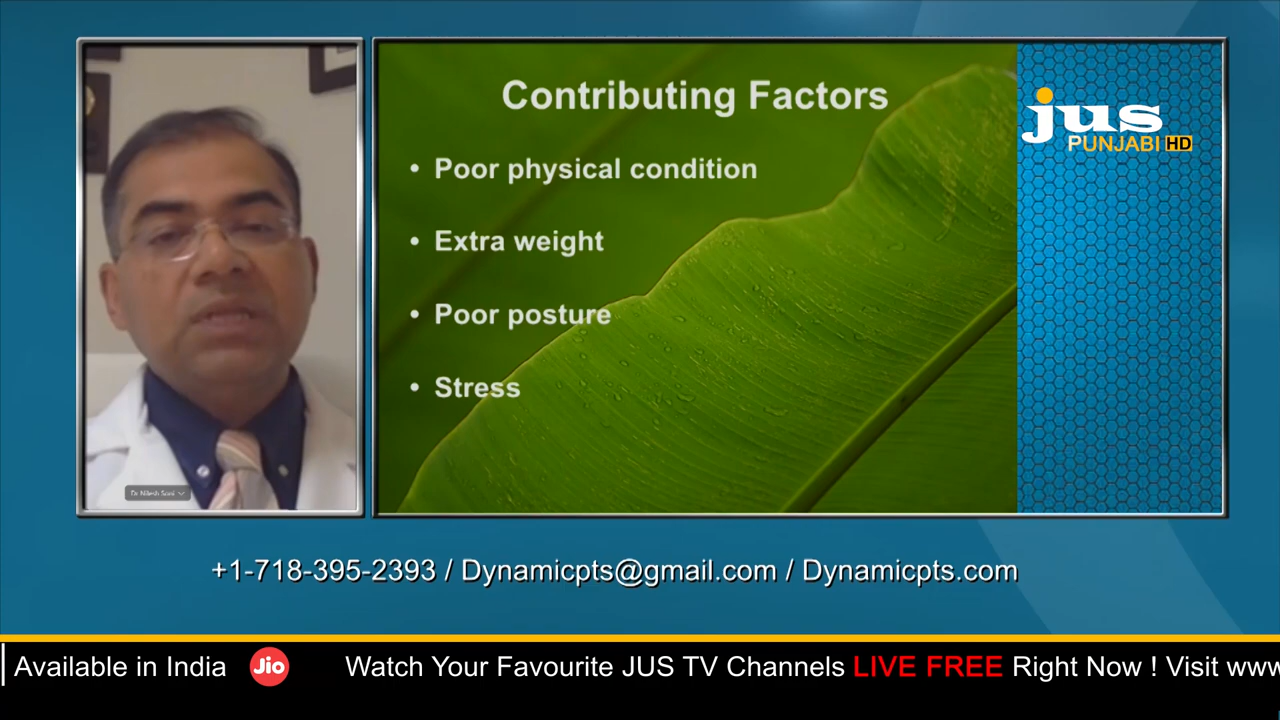 Contributing Factors
• Poor physical condition
• Extra weight
• Poor posture
• Stress
jus
PUNJABI HD
+1-718-395-2393 / Dynamicpts@gmail.com / Dynamicpts.com
Available in India Jio Watch Your Favourite JUS TV Channels LIVE FREE Right Now ! Visit www